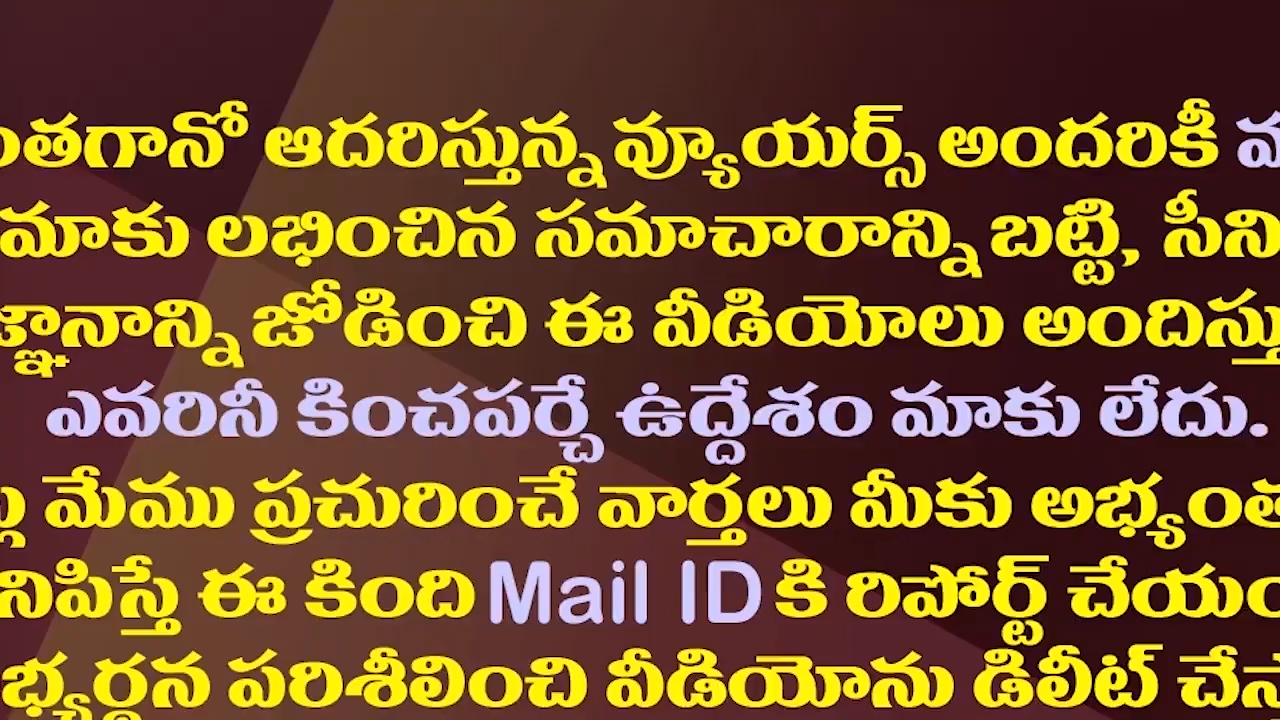 ఆదరిస్తున్న వ్యూయర్స్ అందరికీ
మాకు లభించిన సమాచారాన్ని బట్టి,
జోడించి ఈ వీడియోలు
ఎవరినీ కించపర్చే ఉద్దేశం మాకు లేదు.
మేము ప్రచురించే వార్తలు మీకు
ఈ కింది Mail ID కి రిపోర్ట్
పరిశీలించి వీడియోను డిలీట్